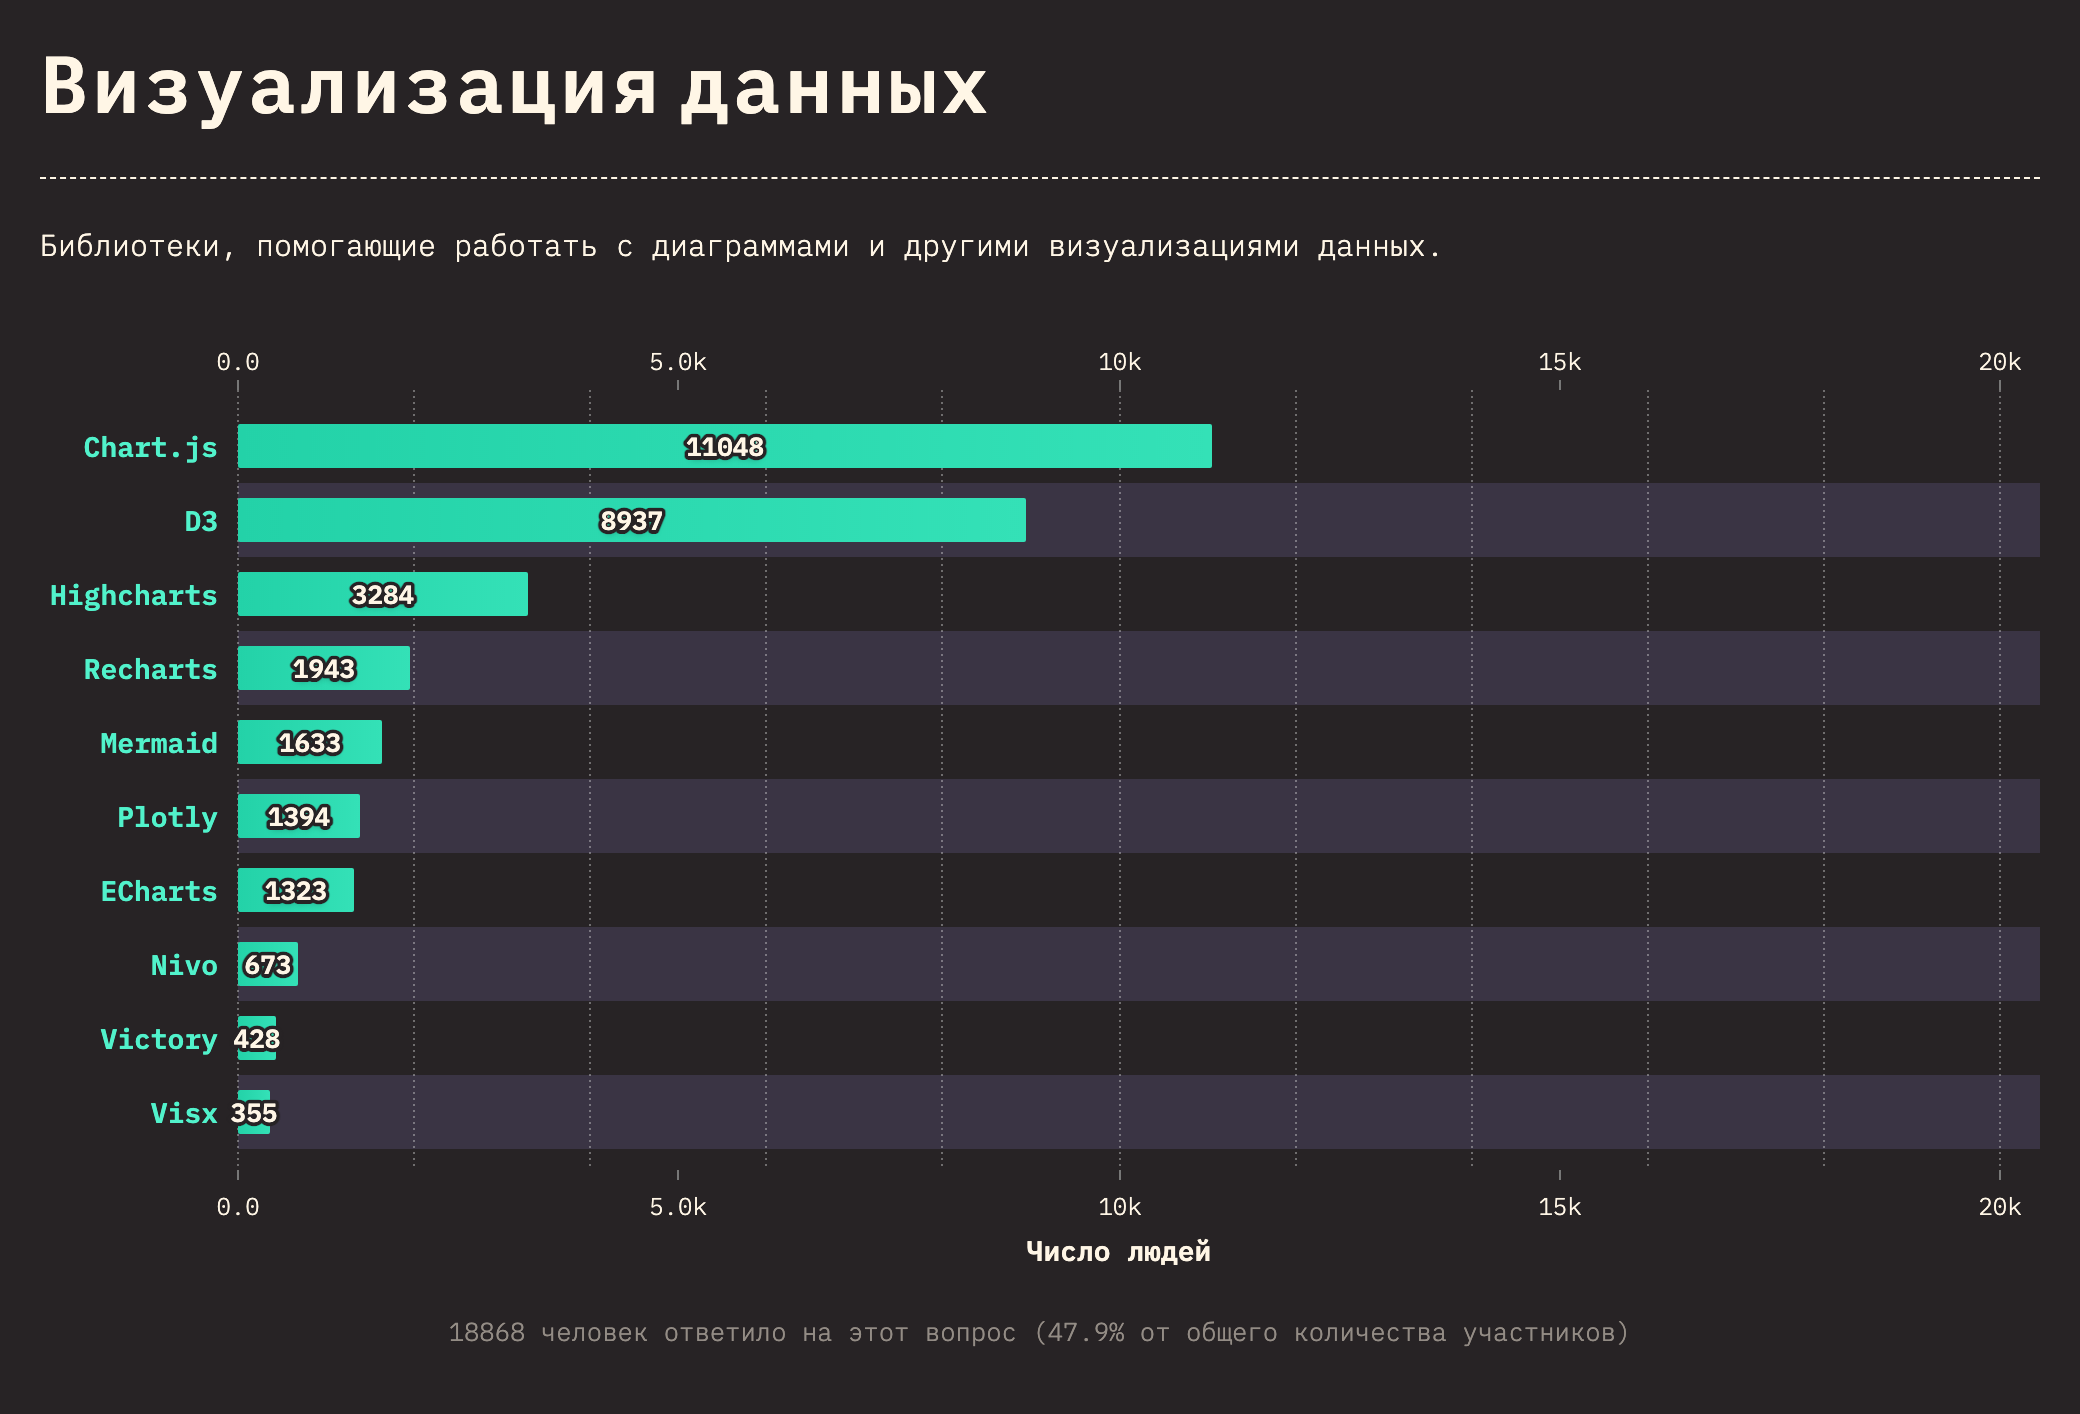 Визуализация данных
Библиотеки, помогающие работать с диаграммами и другими визуализациями данных.
0.0 5.0k 10k 15k 20k
Chart.js 11048
D3 8937
Highcharts 3284
Recharts 1943
Mermaid 1633
Plotly 1394
ECharts 1323
Nivo 673
Victory 428
Visx 355
0.0 5.0k 10k 15k 20k
Число людей
18868 человек ответило на этот вопрос (47.9% от общего количества участников)